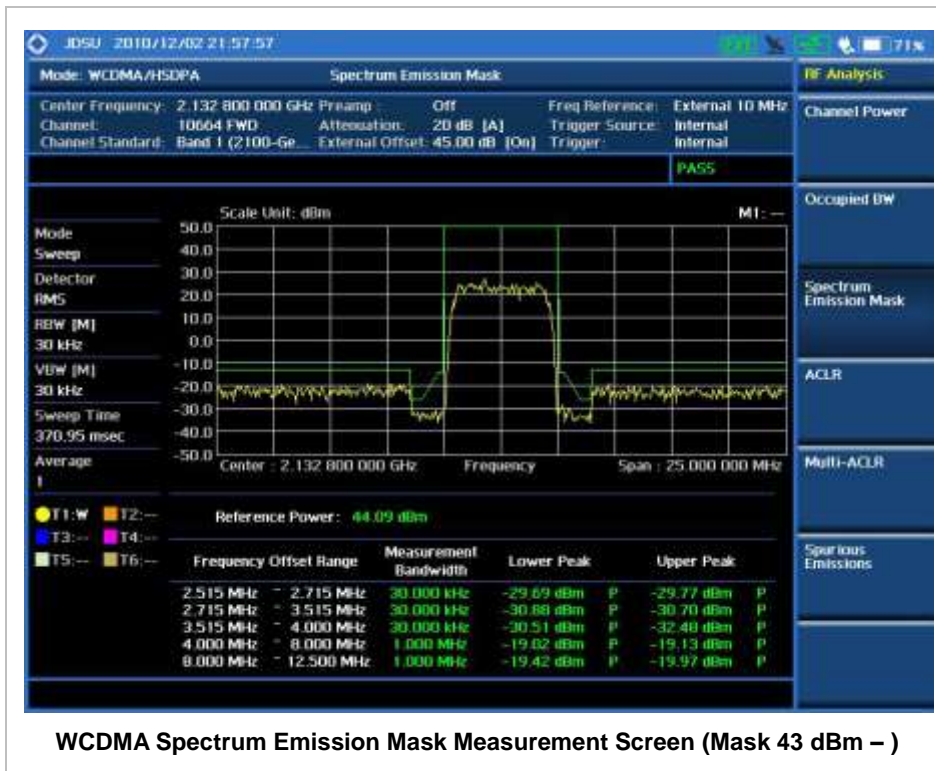 JDSU 2010/12/02 21:57:57
71%
Mode: WCDMA/HSDPA Spectrum Emission Mask
RF Analysis
Center Frequency: 2.132 800 000 GHz Preamp : Off Freq Reference: External 10 MHz
Channel: 10664 FWD Attenuation: 20 dB [A] Trigger Source: Internal
Channel Standard: Band 1 (2100-Ge... External Offset: 45.00 dB [On] Trigger: Internal
PASS
Channel Power
Occupied BW
Spectrum
Emission Mask
ACLR
Multi-ACLR
Spurious
Emissions
Mode
Sweep
Detector
RMS
RBW [M]
30 kHz
VBW [M]
30 kHz
Sweep Time
370.95 msec
Average
1
T1:W T2:--
T3:-- T4:--
T5:-- T6:--
Scale Unit: dBm M1: --
50.0
40.0
30.0
20.0
10.0
0.0
-10.0
-20.0
-30.0
-40.0
-50.0
Center : 2.132 800 000 GHz Frequency Span : 25.000 000 MHz
Reference Power: 44.09 dBm
Frequency Offset Range Measurement Bandwidth Lower Peak Upper Peak
2.515 MHz ~ 2.715 MHz 30.000 kHz -29.69 dBm P -29.77 dBm P
2.715 MHz ~ 3.515 MHz 30.000 kHz -30.88 dBm P -30.70 dBm P
3.515 MHz ~ 4.000 MHz 30.000 kHz -30.51 dBm P -32.48 dBm P
4.000 MHz ~ 8.000 MHz 1.000 MHz -19.02 dBm P -19.13 dBm P
8.000 MHz ~ 12.500 MHz 1.000 MHz -19.42 dBm P -19.97 dBm P
WCDMA Spectrum Emission Mask Measurement Screen (Mask 43 dBm – )